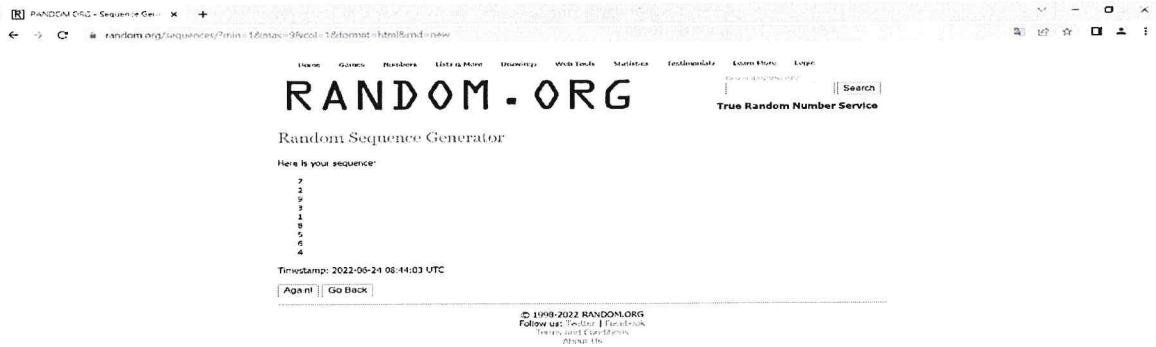 RANDOM.ORG - Sequence Gen
random.org/sequences/?min=1&max=9&col=1&format=html&rnd=new
Home Games Numbers Lists & More Drawings Web Tools Statistics Testimonials Learn More Login
RANDOM.ORG
Search
True Random Number Service
Random Sequence Generator
Here is your sequence:
7
2
9
3
1
8
5
6
4
Timestamp: 2022-06-24 08:44:03 UTC
Again! Go Back
© 1998-2022 RANDOM.ORG
Follow us: Twitter | Facebook
Terms and Conditions
About Us